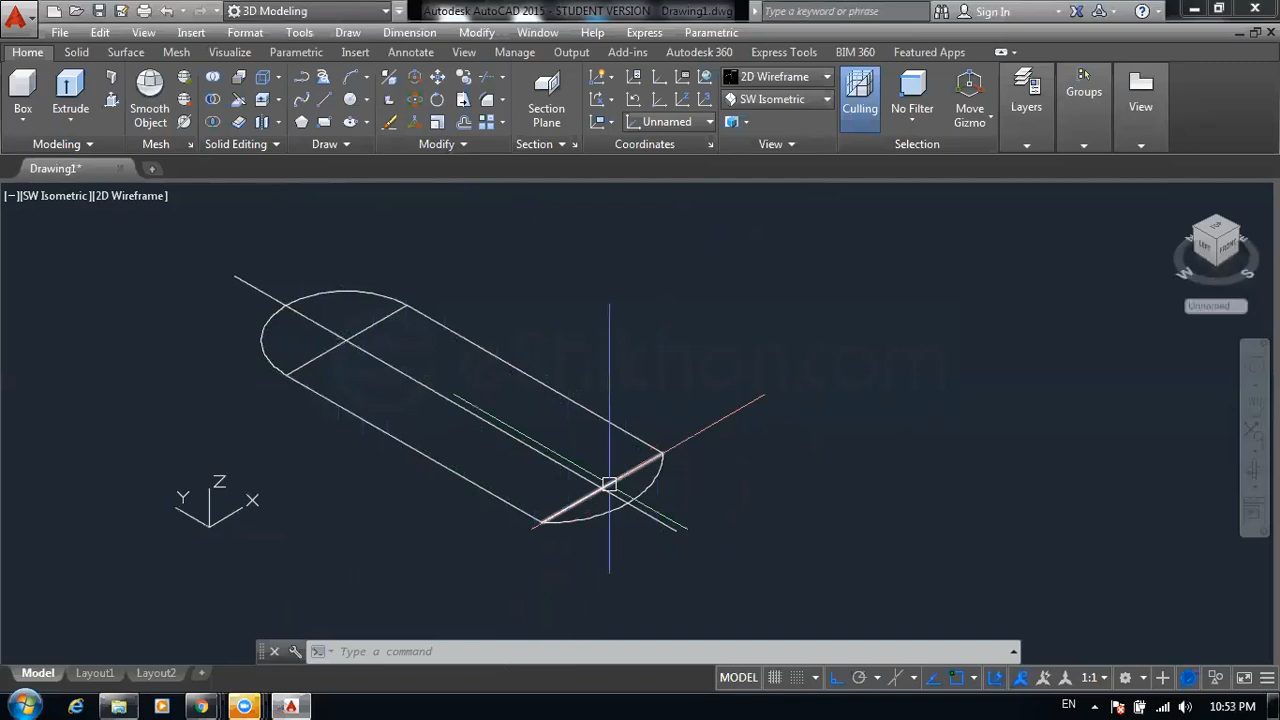 3D Modeling
Autodesk AutoCAD 2015 - STUDENT VERSION Drawing1.dwg
Type a keyword or phrase
Sign In
File Edit View Insert Format Tools Draw Dimension Modify Window Help Express Parametric
Home Solid Surface Mesh Visualize Parametric Insert Annotate View Manage Output Add-ins Autodesk 360 Express Tools BIM 360 Featured Apps
Box Extrude Smooth Object
Section Plane
2D Wireframe
SW Isometric
Unnamed
Culling No Filter Move Gizmo
Layers Groups View
Modeling Mesh Solid Editing Draw Modify Section Coordinates View Selection
Drawing1*
[−][SW Isometric][2D Wireframe]
TOP
LEFT FRONT
W S
Unnamed
Y Z X
Type a command
Model Layout1 Layout2 +
MODEL 1:1
EN 10:53 PM